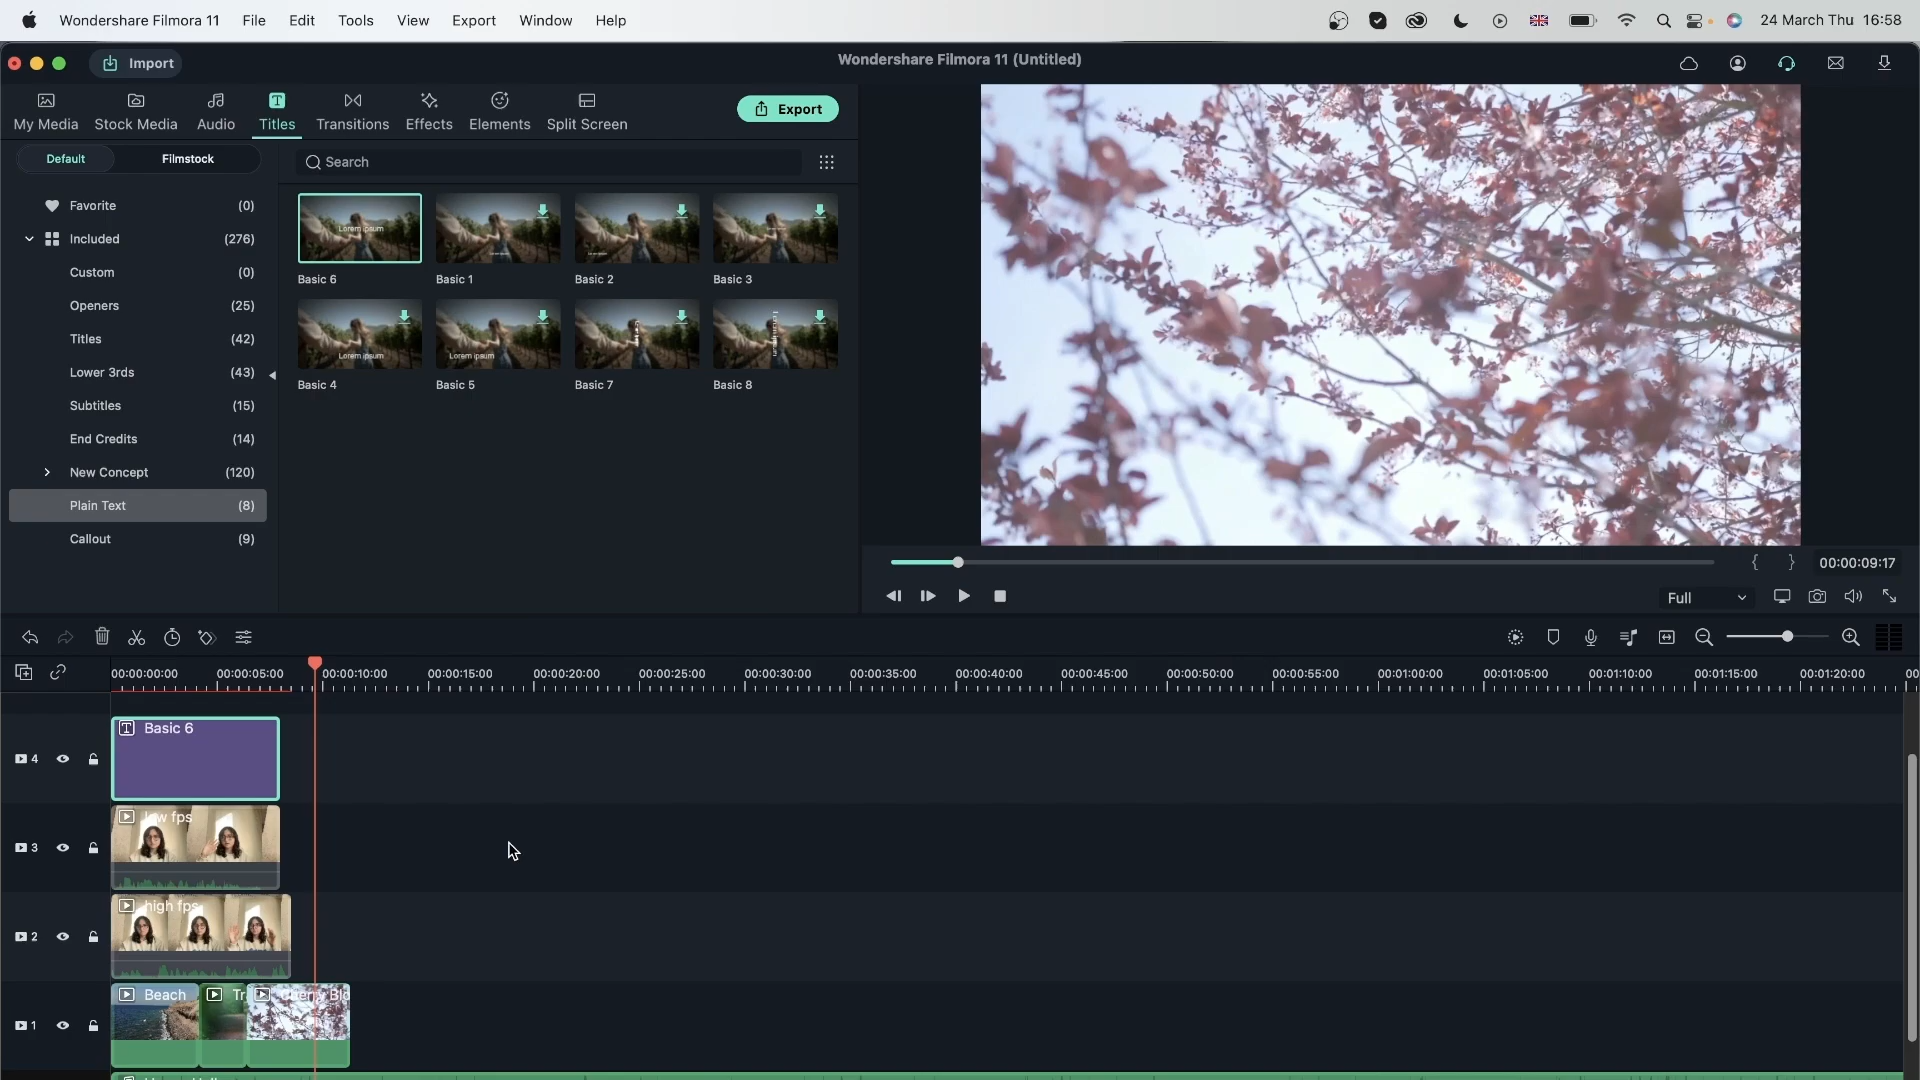 Wondershare Filmora 11 File Edit Tools View Export Window Help 24 March Thu 16:58
Import Wondershare Filmora 11 (Untitled)
My Media Stock Media Audio Titles Transitions Effects Elements Split Screen Export
Default Filmstock Search
Favorite (0)
Included (276)
Custom (0)
Openers (25)
Titles (42)
Lower 3rds (43)
Subtitles (15)
End Credits (14)
New Concept (120)
Plain Text (8)
Callout (9)
Lorem ipsum
Basic 6 Basic 1 Basic 2 Basic 3
Lorem ipsum Lorem ipsum
Basic 4 Basic 5 Basic 7 Basic 8
{ } 00:00:09:17
Full
00:00:00:00 00:00:05:00 00:00:10:00 00:00:15:00 00:00:20:00 00:00:25:00 00:00:30:00 00:00:35:00 00:00:40:00 00:00:45:00 00:00:50:00 00:00:55:00 00:01:00:00 00:01:05:00 00:01:10:00 00:01:15:00 00:01:20:00 00
Basic 6
4
low fps
3
high fps
2
Beach Tr Bl
1